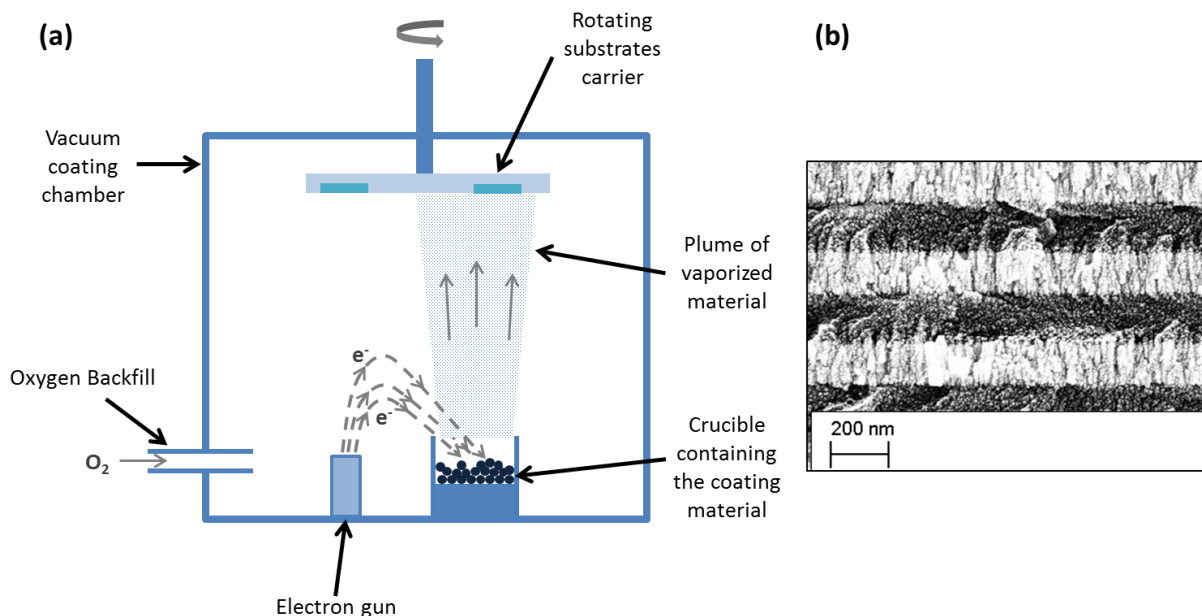 (a)
Rotating
substrates
carrier
(b)
Vacuum
coating
chamber
Plume of
vaporized
material
e-
e-
Oxygen Backfill
O2
Crucible
containing
the coating
material
200 nm
Electron gun